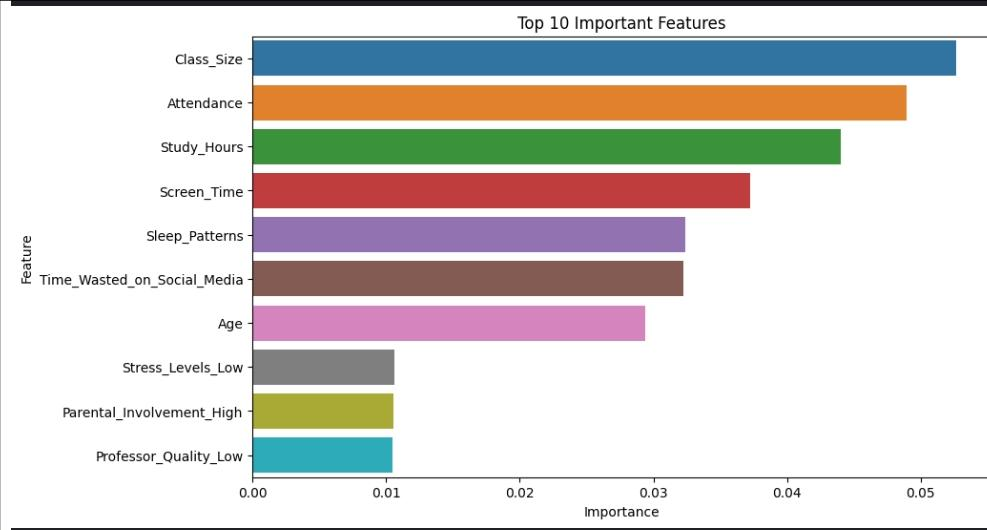 Top 10 Important Features
Class_Size
Attendance
Study_Hours
Screen_Time
Sleep_Patterns
Time_Wasted_on_Social_Media
Age
Stress_Levels_Low
Parental_Involvement_High
Professor_Quality_Low
Feature
0.00 0.01 0.02 0.03 0.04 0.05
Importance